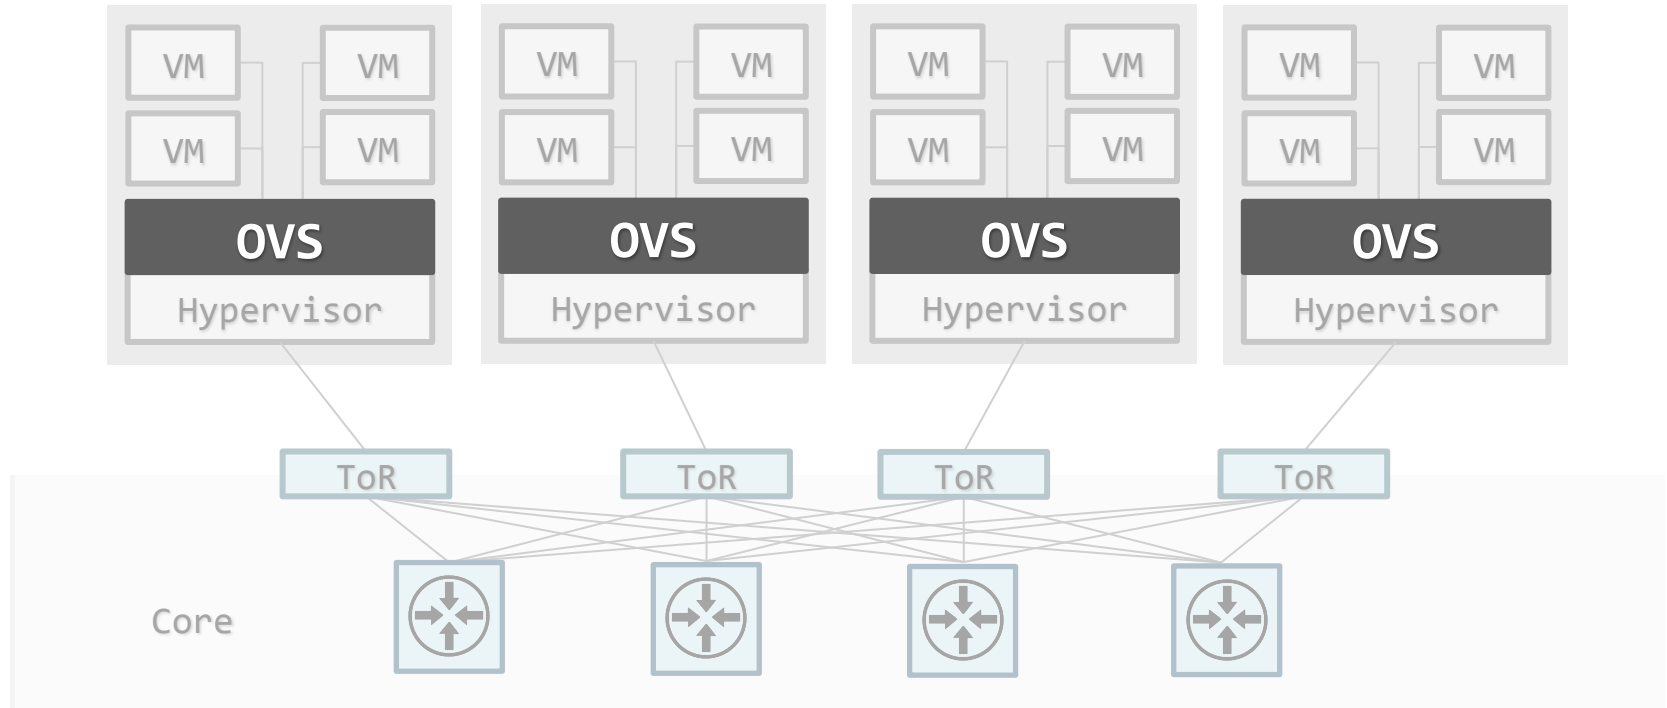 VM VM VM VM VM VM VM VM
VM VM VM VM VM VM VM VM
OVS OVS OVS OVS
Hypervisor Hypervisor Hypervisor Hypervisor
ToR ToR ToR ToR
Core